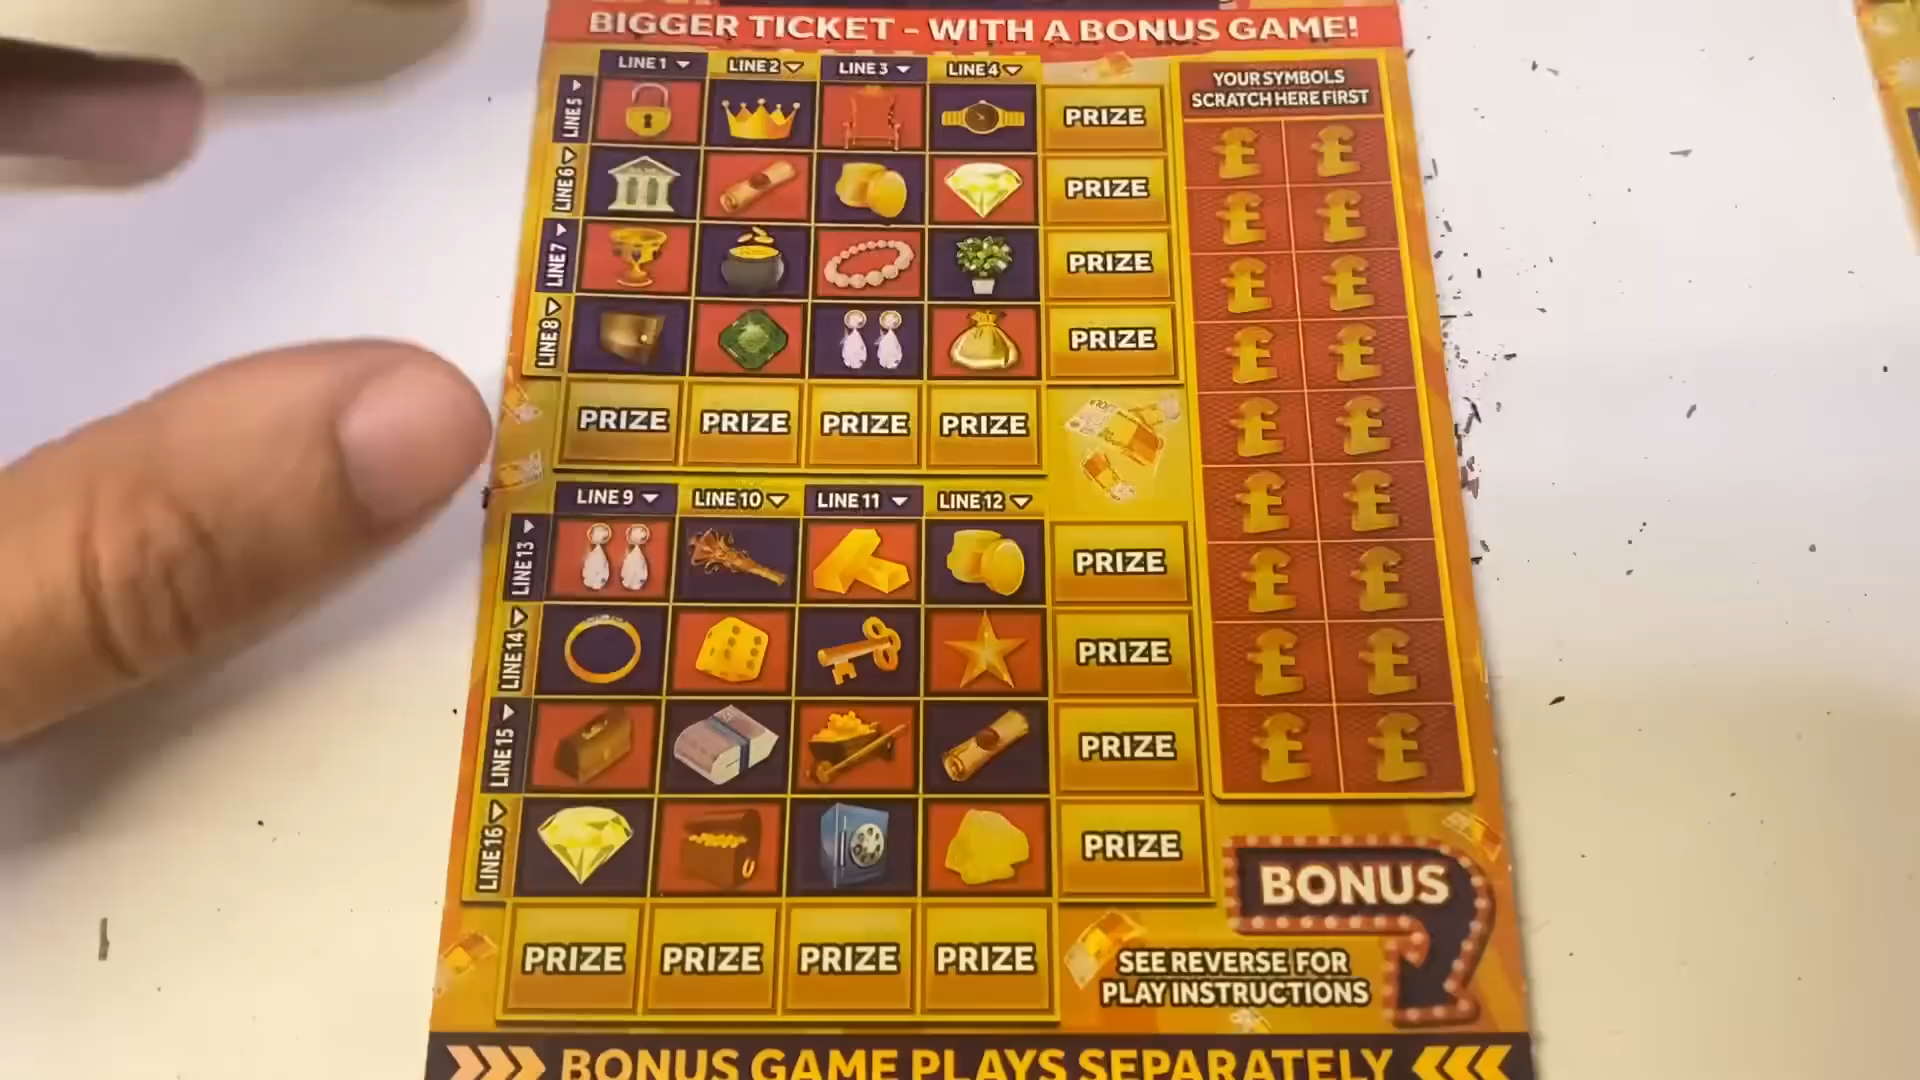 BIGGER TICKET - WITH A BONUS GAME!
LINE 1 LINE 2 LINE 3 LINE 4
YOUR SYMBOLS
SCRATCH HERE FIRST
LINE 5
PRIZE
££
LINE 6
PRIZE
££
LINE 7
PRIZE
££
LINE 8
PRIZE
££
PRIZE PRIZE PRIZE PRIZE
££
LINE 9 LINE 10 LINE 11 LINE 12
££
LINE 13
PRIZE
££
LINE 14
PRIZE
££
LINE 15
PRIZE
££
LINE 16
PRIZE
PRIZE PRIZE PRIZE PRIZE
BONUS
SEE REVERSE FOR
PLAY INSTRUCTIONS
BONUS GAME PLAYS SEPARATELY